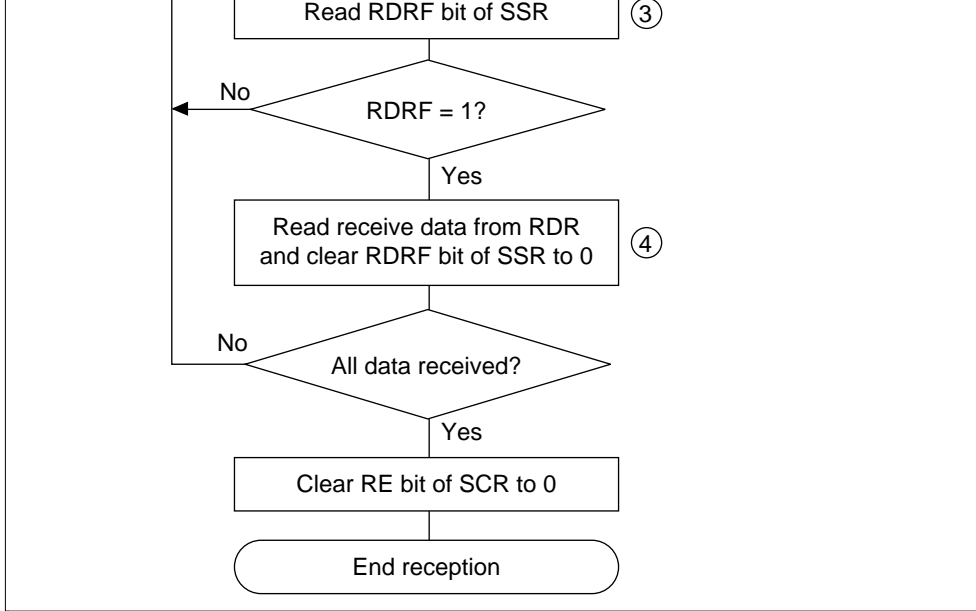 Read RDRF bit of SSR
3
No
RDRF = 1?
Yes
Read receive data from RDR
and clear RDRF bit of SSR to 0
4
No
All data received?
Yes
Clear RE bit of SCR to 0
End reception